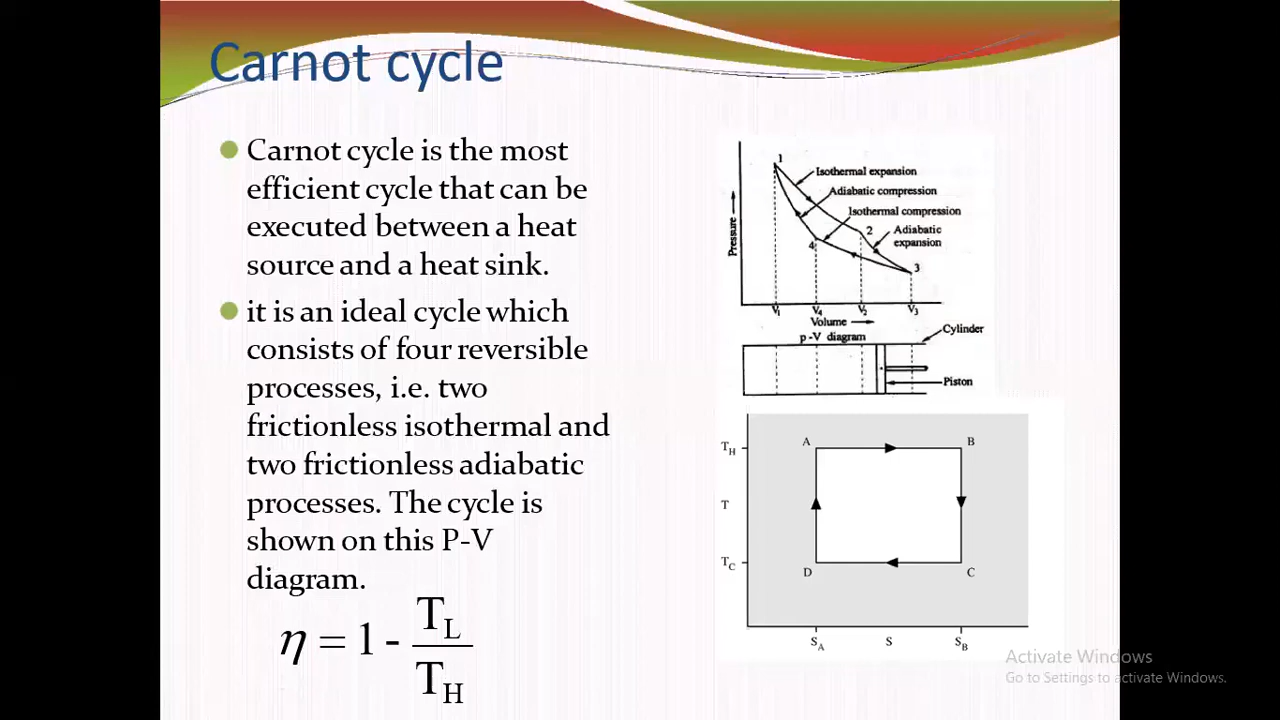 Carnot cycle
Carnot cycle is the most
efficient cycle that can be
executed between a heat
source and a heat sink.
it is an ideal cycle which
consists of four reversible
processes, i.e. two
frictionless isothermal and
two frictionless adiabatic
processes. The cycle is
shown on this P-V
diagram.
η = 1 - T_L / T_H
1
Isothermal expansion
Adiabatic compression
Isothermal compression
2
Adiabatic
expansion
4
3
Pressure
V₁ V₄ V₂ V₃
Volume
p-V diagram
Cylinder
Piston
A B
T_H
T
T_C
D C
S_A S S_B
Activate Windows
Go to Settings to activate Windows.